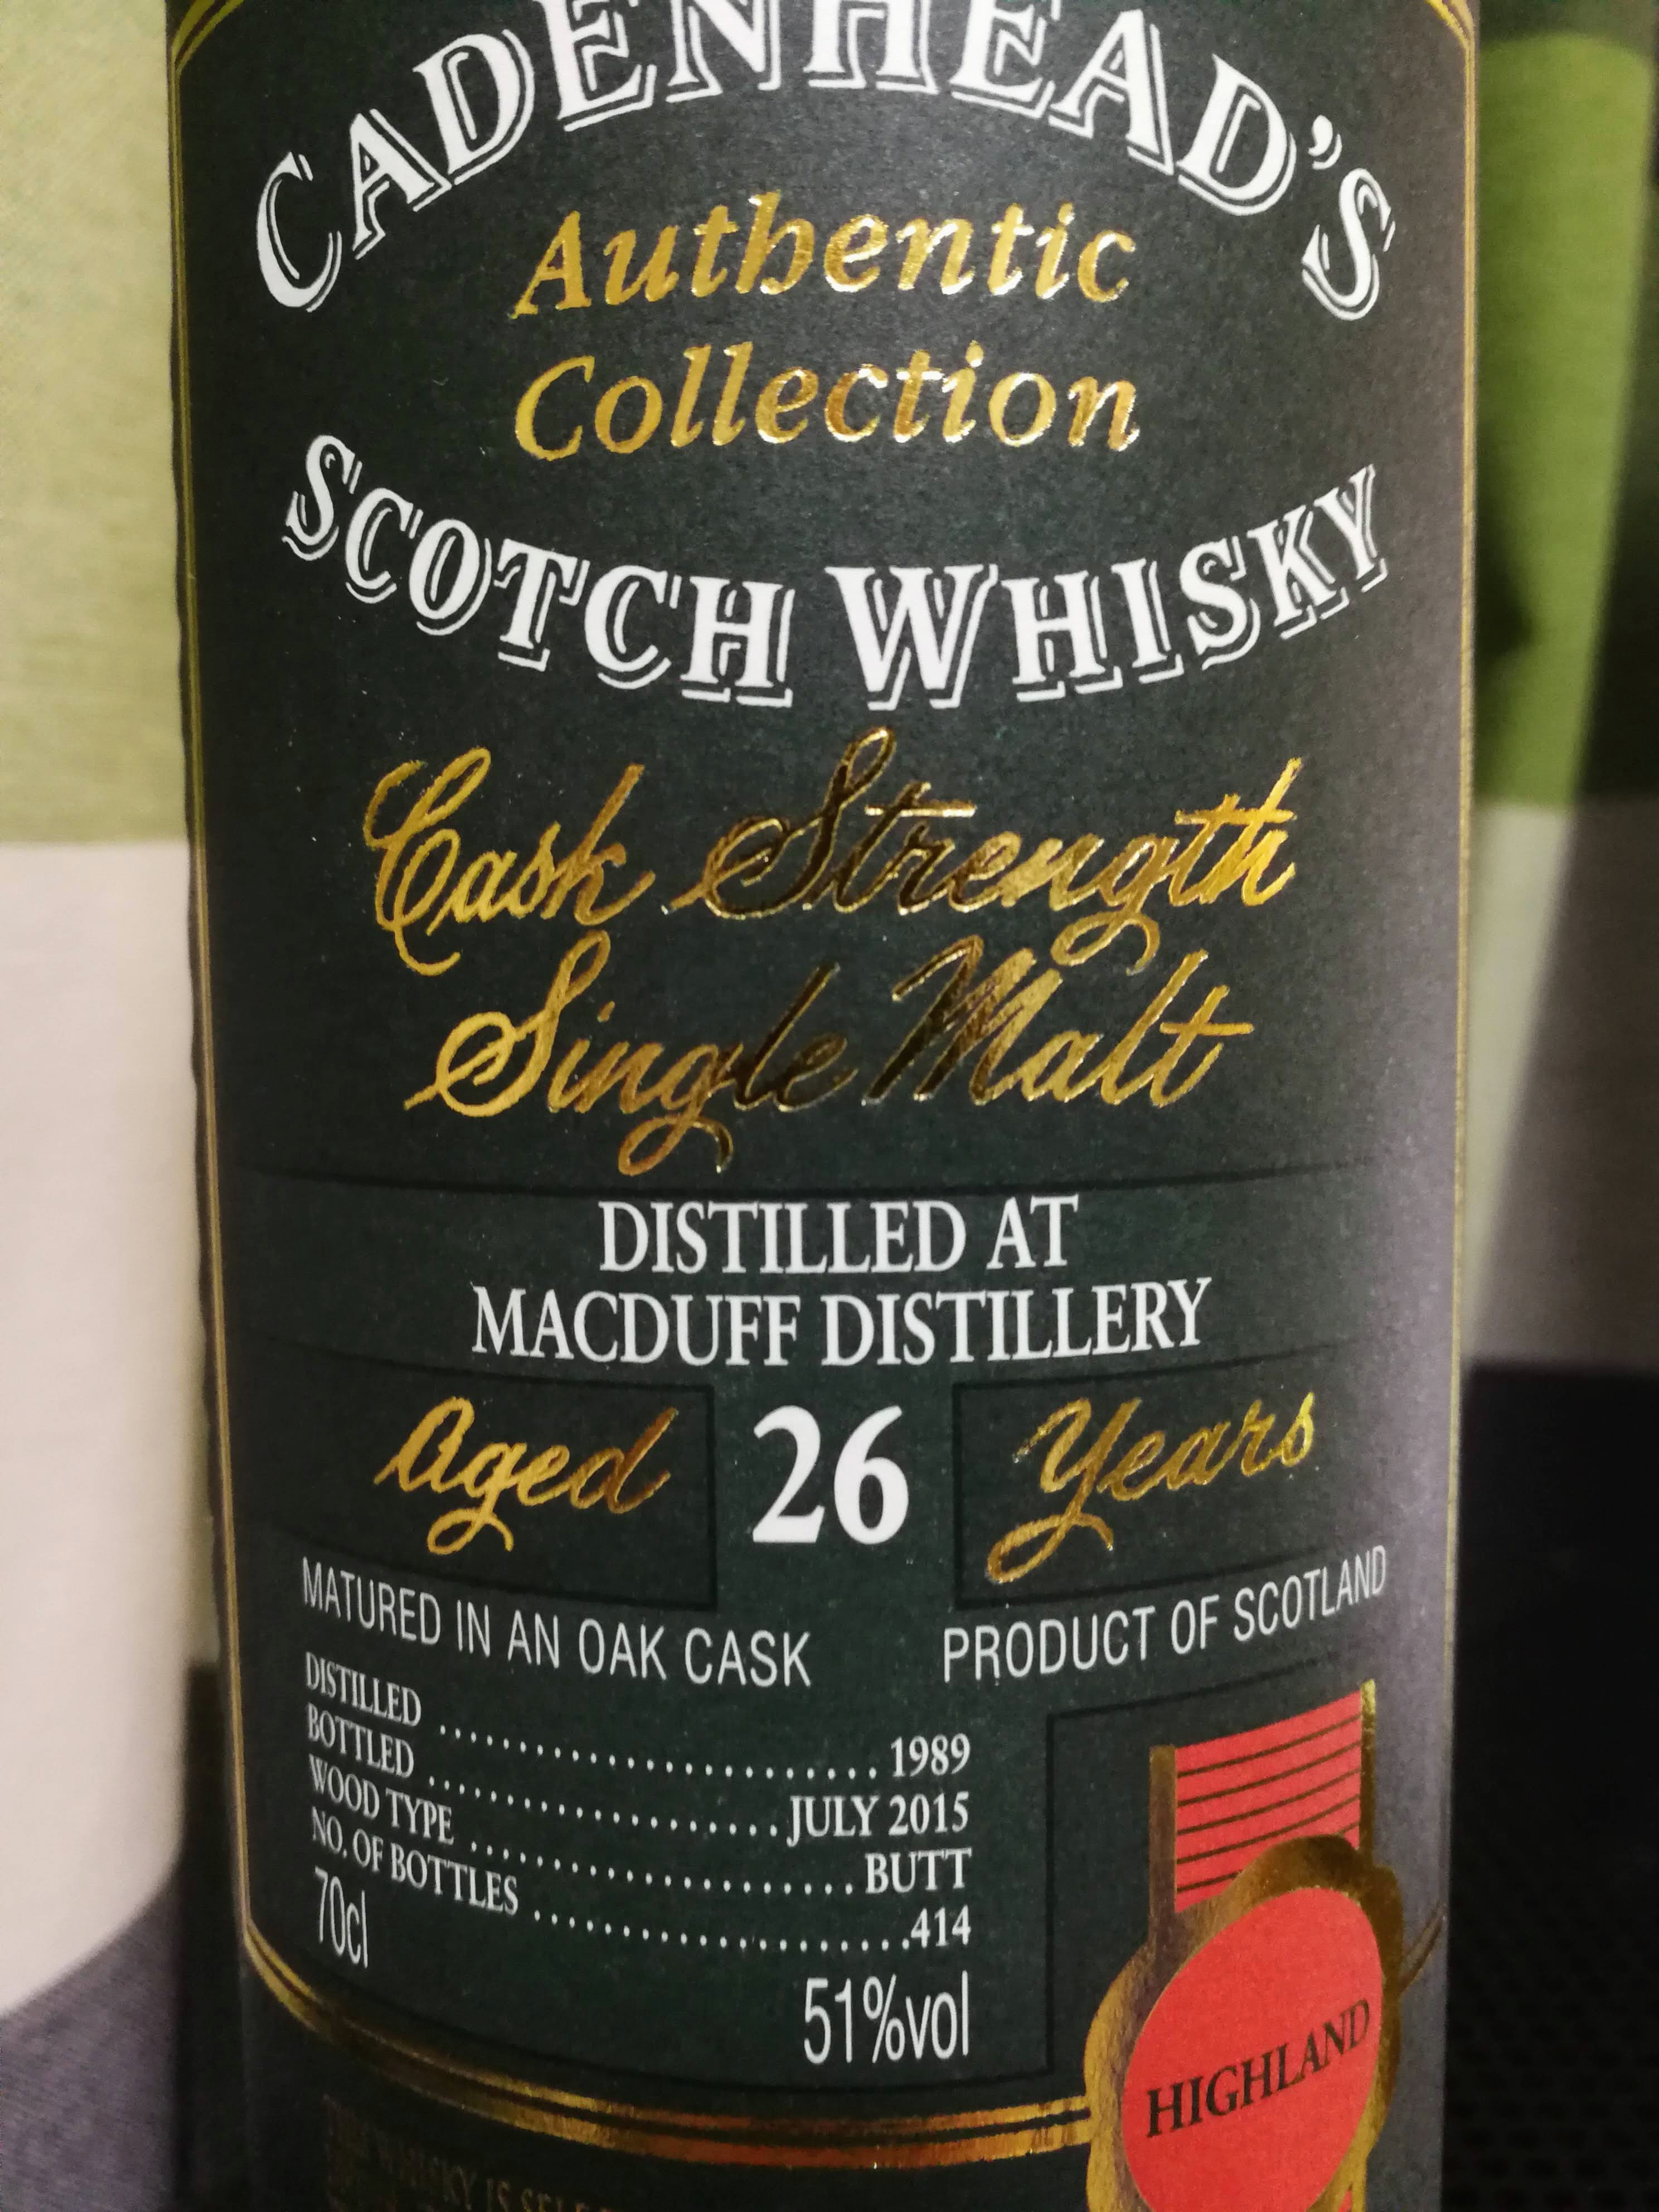 CADENHEAD'S
Authentic
Collection
SCOTCH WHISKY
Cask Strength
Single Malt
DISTILLED AT
MACDUFF DISTILLERY
Aged 26 Years
MATURED IN AN OAK CASK PRODUCT OF SCOTLAND
DISTILLED ........................ 1989
BOTTLED .................... JULY 2015
WOOD TYPE ...................... BUTT
NO. OF BOTTLES .....................414
70cl 51%vol
HIGHLAND
WHISKY IS